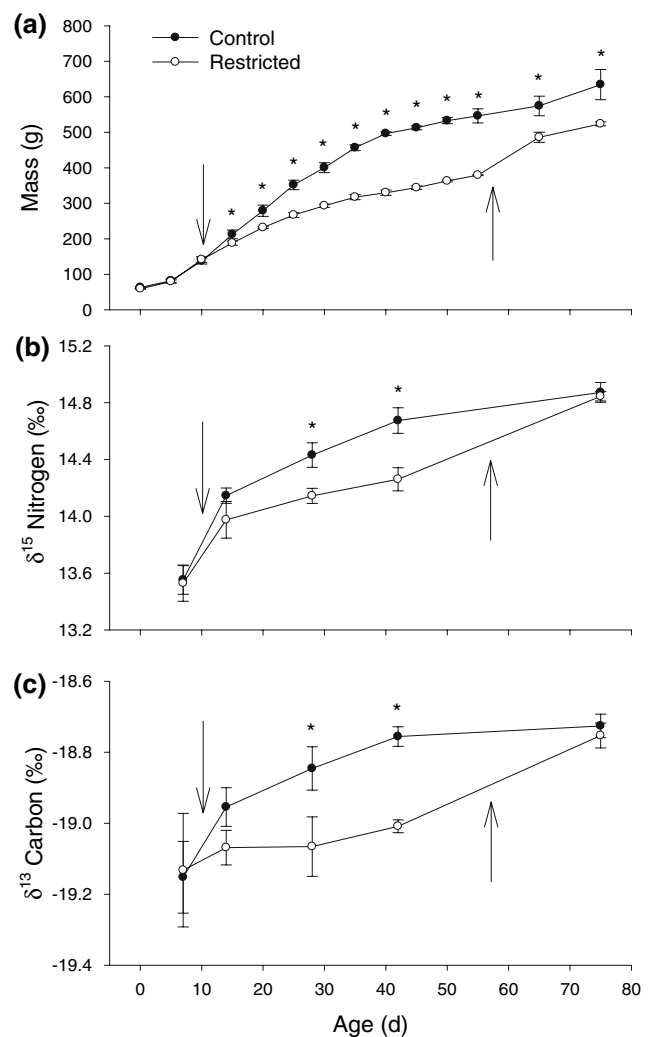 (a)
Control
Restricted
Mass (g)
800
700
600
500
400
300
200
100
0
* * * * * * * * * * *
(b)
δ15 Nitrogen (‰)
15.2
14.8
14.4
14.0
13.6
13.2
* *
(c)
δ13 Carbon (‰)
-18.6
-18.8
-19.0
-19.2
-19.4
* *
0 10 20 30 40 50 60 70 80
Age (d)